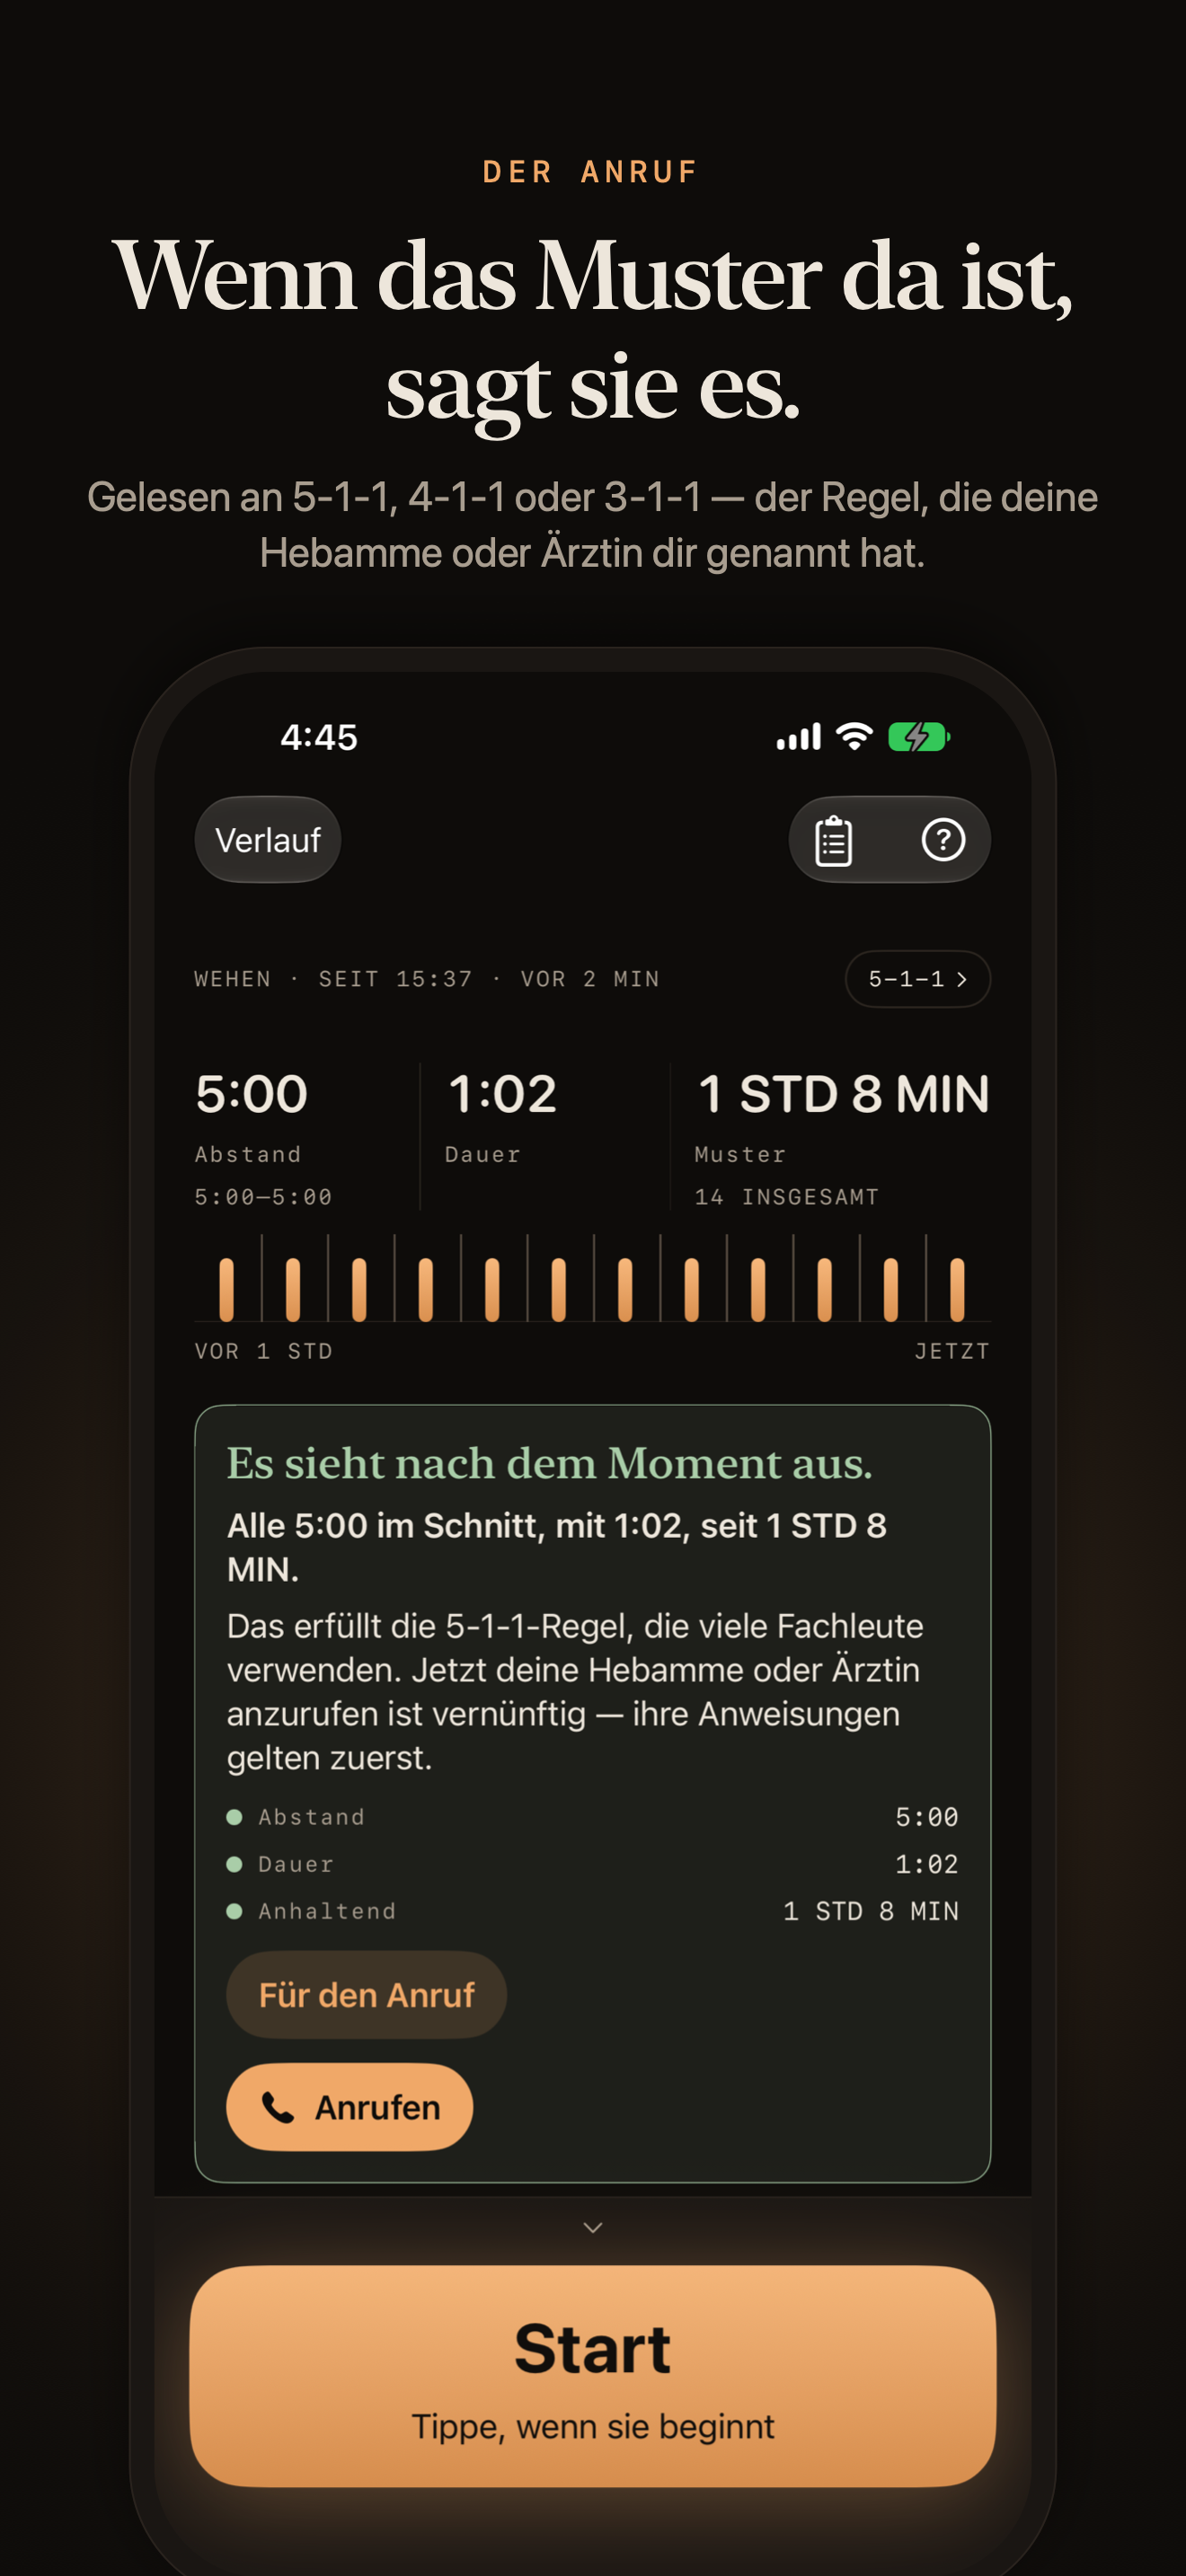 DER ANRUF
Wenn das Muster da ist,
sagt sie es.
Gelesen an 5-1-1, 4-1-1 oder 3-1-1 — der Regel, die deine
Hebamme oder Ärztin dir genannt hat.
4:45
Verlauf
WEHEN · SEIT 15:37 · VOR 2 MIN
5-1-1 >
5:00
1:02
1 STD 8 MIN
Abstand
Dauer
Muster
5:00–5:00
14 INSGESAMT
VOR 1 STD
JETZT
Es sieht nach dem Moment aus.
Alle 5:00 im Schnitt, mit 1:02, seit 1 STD 8
MIN.
Das erfüllt die 5-1-1-Regel, die viele Fachleute
verwenden. Jetzt deine Hebamme oder Ärztin
anzurufen ist vernünftig — ihre Anweisungen
gelten zuerst.
Abstand 5:00
Dauer 1:02
Anhaltend 1 STD 8 MIN
Für den Anruf
Anrufen
Start
Tippe, wenn sie beginnt